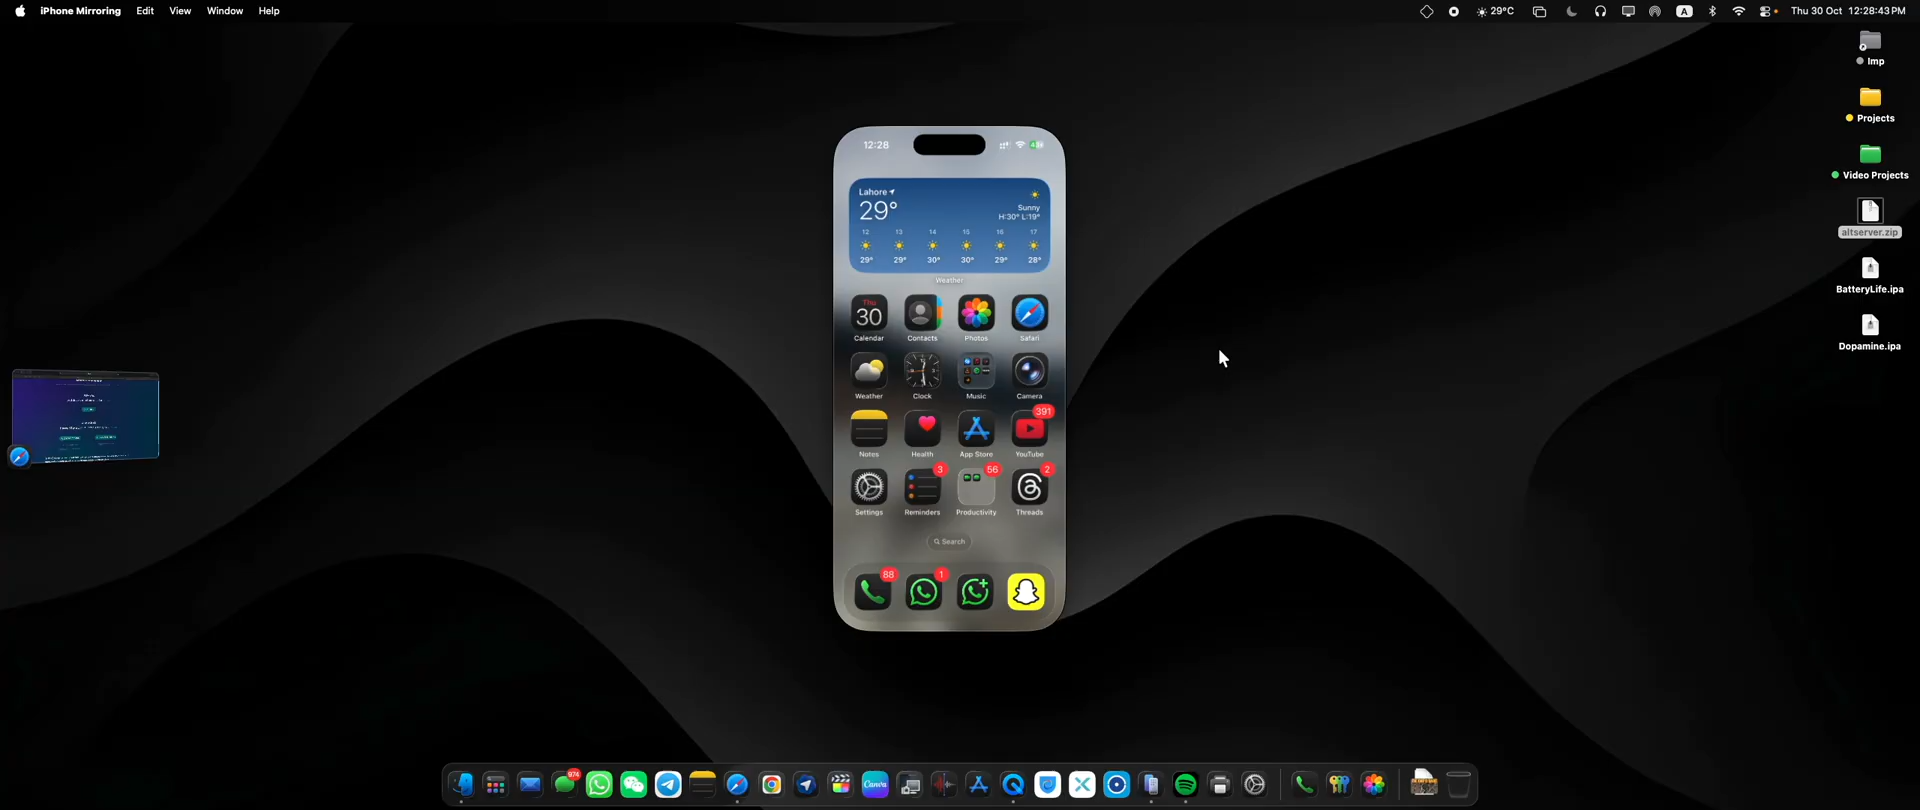 iPhone Mirroring Edit View Window Help
29°C A Thu 30 Oct 12:28:43 PM
Imp
Projects
Video Projects
altserver.zip
BatteryLife.ipa
Dopamine.ipa
12:28
Lahore
29°
Sunny
H:30° L:19°
12 13 14 15 16 17
29° 29° 30° 30° 29° 28°
Weather
Thu
30
Calendar Contacts Photos Safari
Weather Clock Music Camera
391
Notes Health App Store YouTube
3 56 2
Settings Reminders Productivity Threads
Search
88 1
974
Canva